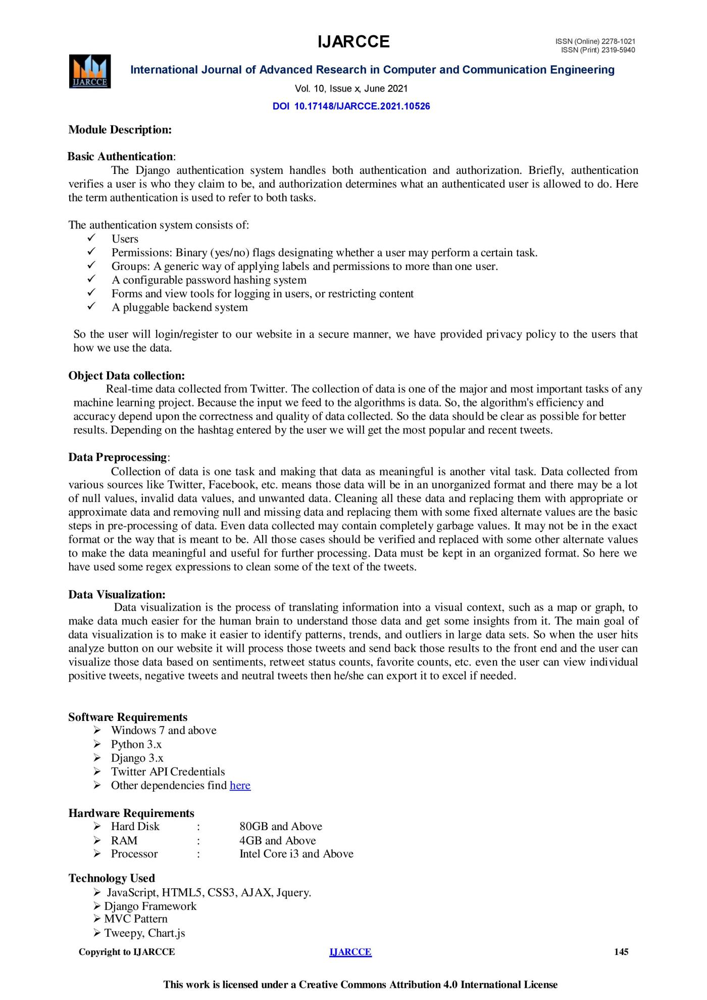 IJARCCE
ISSN (Online) 2278-1021
ISSN (Print) 2319-5940
IJARCCE
International Journal of Advanced Research in Computer and Communication Engineering
Vol. 10, Issue x, June 2021
DOI 10.17148/IJARCCE.2021.10526
Module Description:
Basic Authentication:
The Django authentication system handles both authentication and authorization. Briefly, authentication
verifies a user is who they claim to be, and authorization determines what an authenticated user is allowed to do. Here
the term authentication is used to refer to both tasks.
The authentication system consists of:
✓ Users
✓ Permissions: Binary (yes/no) flags designating whether a user may perform a certain task.
✓ Groups: A generic way of applying labels and permissions to more than one user.
✓ A configurable password hashing system
✓ Forms and view tools for logging in users, or restricting content
✓ A pluggable backend system
So the user will login/register to our website in a secure manner, we have provided privacy policy to the users that
how we use the data.
Object Data collection:
Real-time data collected from Twitter. The collection of data is one of the major and most important tasks of any
machine learning project. Because the input we feed to the algorithms is data. So, the algorithm's efficiency and
accuracy depend upon the correctness and quality of data collected. So the data should be clear as possible for better
results. Depending on the hashtag entered by the user we will get the most popular and recent tweets.
Data Preprocessing:
Collection of data is one task and making that data as meaningful is another vital task. Data collected from
various sources like Twitter, Facebook, etc. means those data will be in an unorganized format and there may be a lot
of null values, invalid data values, and unwanted data. Cleaning all these data and replacing them with appropriate or
approximate data and removing null and missing data and replacing them with some fixed alternate values are the basic
steps in pre-processing of data. Even data collected may contain completely garbage values. It may not be in the exact
format or the way that is meant to be. All those cases should be verified and replaced with some other alternate values
to make the data meaningful and useful for further processing. Data must be kept in an organized format. So here we
have used some regex expressions to clean some of the text of the tweets.
Data Visualization:
Data visualization is the process of translating information into a visual context, such as a map or graph, to
make data much easier for the human brain to understand those data and get some insights from it. The main goal of
data visualization is to make it easier to identify patterns, trends, and outliers in large data sets. So when the user hits
analyze button on our website it will process those tweets and send back those results to the front end and the user can
visualize those data based on sentiments, retweet status counts, favorite counts, etc. even the user can view individual
positive tweets, negative tweets and neutral tweets then he/she can export it to excel if needed.
Software Requirements
➢ Windows 7 and above
➢ Python 3.x
➢ Django 3.x
➢ Twitter API Credentials
➢ Other dependencies find here
Hardware Requirements
➢ Hard Disk : 80GB and Above
➢ RAM : 4GB and Above
➢ Processor : Intel Core i3 and Above
Technology Used
➢ JavaScript, HTML5, CSS3, AJAX, Jquery.
➢ Django Framework
➢ MVC Pattern
➢ Tweepy, Chart.js
Copyright to IJARCCE IJARCCE 145
This work is licensed under a Creative Commons Attribution 4.0 International License